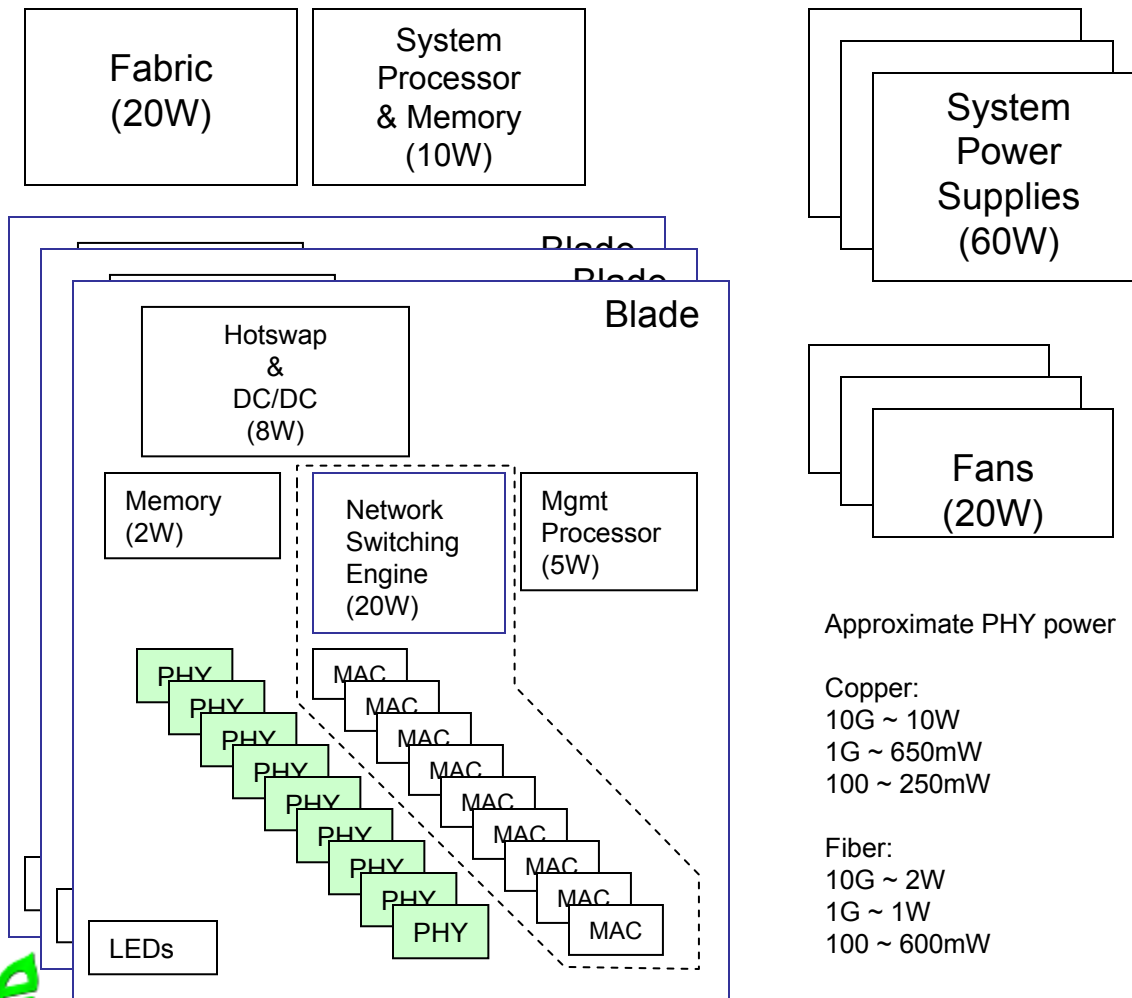 Fabric
(20W)
System
Processor
& Memory
(10W)
System
Power
Supplies
(60W)
Blade
Blade
Blade
Hotswap
&
DC/DC
(8W)
Memory
(2W)
Network
Switching
Engine
(20W)
Mgmt
Processor
(5W)
Fans
(20W)
PHY
PHY
PHY
PHY
PHY
PHY
PHY
PHY
PHY
MAC
MAC
MAC
MAC
MAC
MAC
MAC
MAC
MAC
LEDs
Approximate PHY power
Copper:
10G ~ 10W
1G ~ 650mW
100 ~ 250mW
Fiber:
10G ~ 2W
1G ~ 1W
100 ~ 600mW